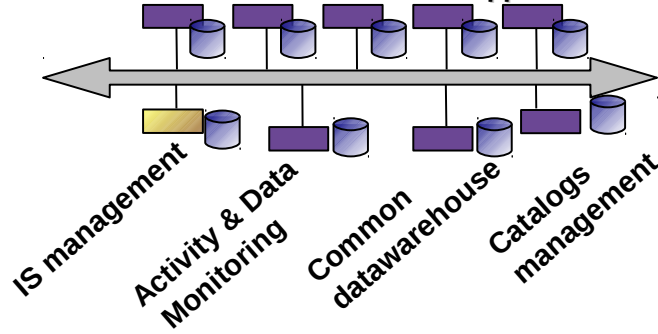 IS management
Activity & Data
Monitoring
Common
datawarehouse
Catalogs
management